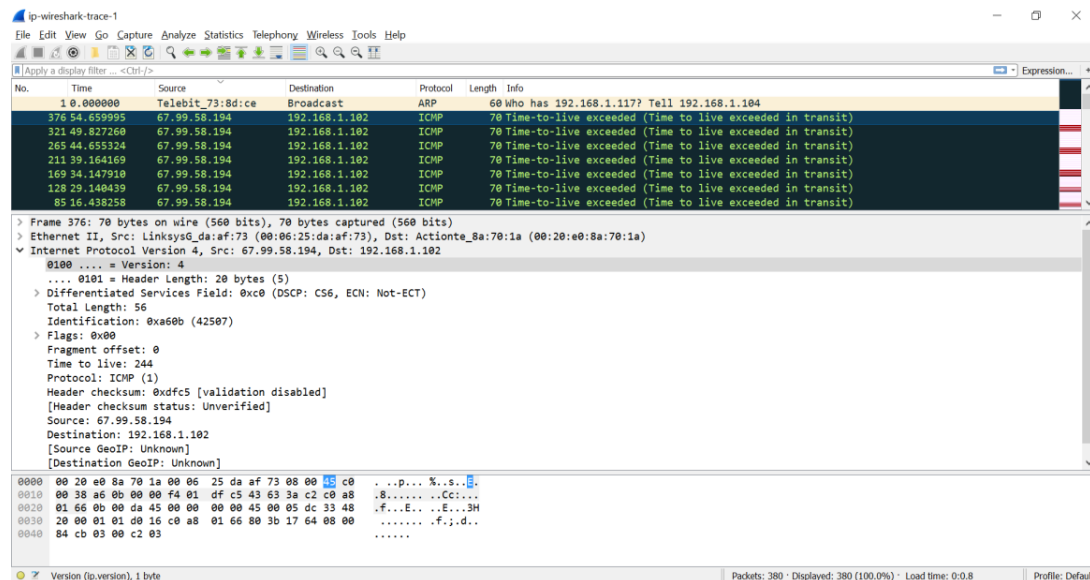 ip-wireshark-trace-1
File Edit View Go Capture Analyze Statistics Telephony Wireless Tools Help
Apply a display filter ... <Ctrl-/> Expression... +
No. Time Source Destination Protocol Length Info
1 0.000000 Telebit_73:8d:ce Broadcast ARP 60 Who has 192.168.1.117? Tell 192.168.1.104
376 54.659995 67.99.58.194 192.168.1.102 ICMP 70 Time-to-live exceeded (Time to live exceeded in transit)
321 49.827260 67.99.58.194 192.168.1.102 ICMP 70 Time-to-live exceeded (Time to live exceeded in transit)
265 44.655324 67.99.58.194 192.168.1.102 ICMP 70 Time-to-live exceeded (Time to live exceeded in transit)
211 39.164169 67.99.58.194 192.168.1.102 ICMP 70 Time-to-live exceeded (Time to live exceeded in transit)
169 34.147910 67.99.58.194 192.168.1.102 ICMP 70 Time-to-live exceeded (Time to live exceeded in transit)
128 29.140439 67.99.58.194 192.168.1.102 ICMP 70 Time-to-live exceeded (Time to live exceeded in transit)
85 16.438258 67.99.58.194 192.168.1.102 ICMP 70 Time-to-live exceeded (Time to live exceeded in transit)
> Frame 376: 70 bytes on wire (560 bits), 70 bytes captured (560 bits)
> Ethernet II, Src: LinksysG_da:af:73 (00:06:25:da:af:73), Dst: Actionte_8a:70:1a (00:20:e0:8a:70:1a)
Internet Protocol Version 4, Src: 67.99.58.194, Dst: 192.168.1.102
0100 .... = Version: 4
.... 0101 = Header Length: 20 bytes (5)
> Differentiated Services Field: 0xc0 (DSCP: CS6, ECN: Not-ECT)
Total Length: 56
Identification: 0xa60b (42507)
> Flags: 0x00
Fragment offset: 0
Time to live: 244
Protocol: ICMP (1)
Header checksum: 0xdfc5 [validation disabled]
[Header checksum status: Unverified]
Source: 67.99.58.194
Destination: 192.168.1.102
[Source GeoIP: Unknown]
[Destination GeoIP: Unknown]
0000 00 20 e0 8a 70 1a 00 06 25 da af 73 08 00 45 c0 . ..p... %..s..E.
0010 00 38 a6 0b 00 00 f4 01 df c5 43 63 3a c2 c0 a8 .8...... ..Cc:...
0020 01 66 0b 00 da 45 00 00 00 00 45 00 05 dc 33 48 .f...E.. ..E...3H
0030 20 00 01 01 d0 16 c0 a8 01 66 80 3b 17 64 08 00 ....... .f.;.d..
0040 84 cb 03 00 c2 03 ......
Version (ip.version), 1 byte Packets: 380 · Displayed: 380 (100.0%) · Load time: 0:0.8 Profile: Defau